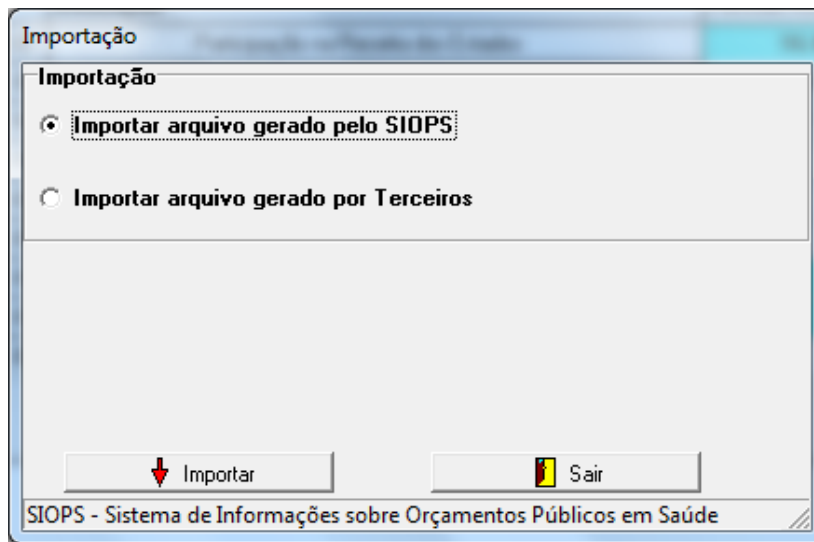 Importação
Importação
Importar arquivo gerado pelo SIOPS
Importar arquivo gerado por Terceiros
Importar
Sair
SIOPS - Sistema de Informações sobre Orçamentos Públicos em Saúde